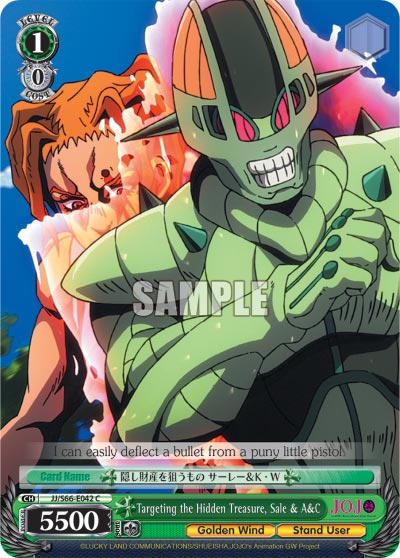 LEVEL
1
0
COST
SAMPLE
I can easily deflect a bullet from a puny little pistol!
Card Name 隠し財産を狙うもの サーレー&K・W
CH JJ/S66-E042 C
Targeting the Hidden Treasure, Sale & A&C
JOJO
POWER 5500 SOUL
Golden Wind Stand User
©LUCKY LAND COMMUNICATIONS/SHUEISHA,JOJO's Animation GW Project